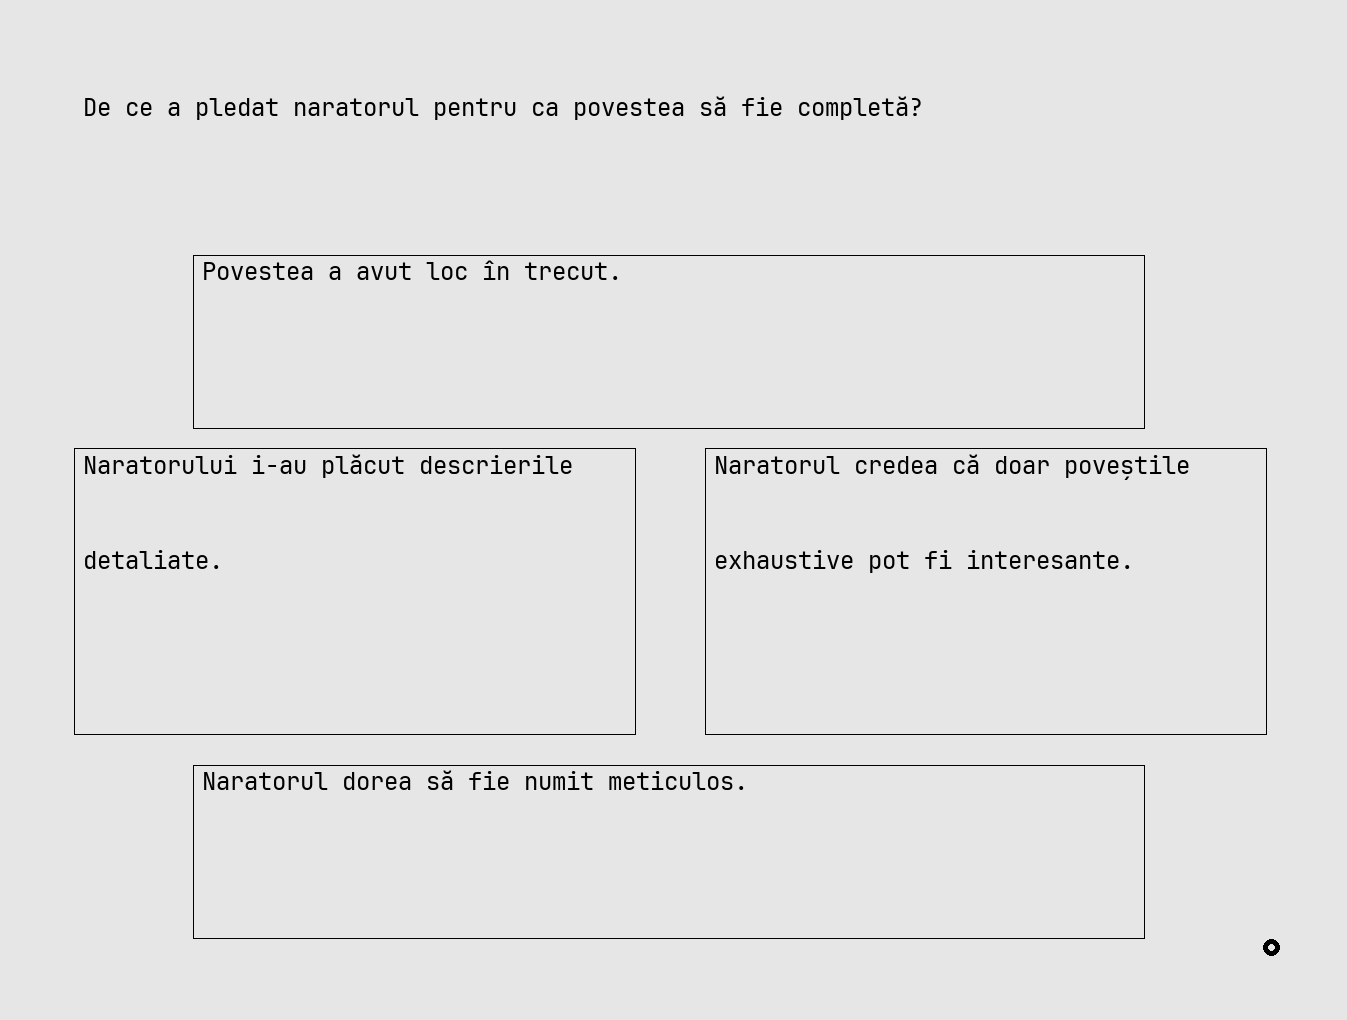 De ce a pledat naratorul pentru ca povestea să fie completă?
Povestea a avut loc în trecut.
Naratorului i-au plăcut descrierile
detaliate.
Naratorul credea că doar poveștile
exhaustive pot fi interesante.
Naratorul dorea să fie numit meticulos.